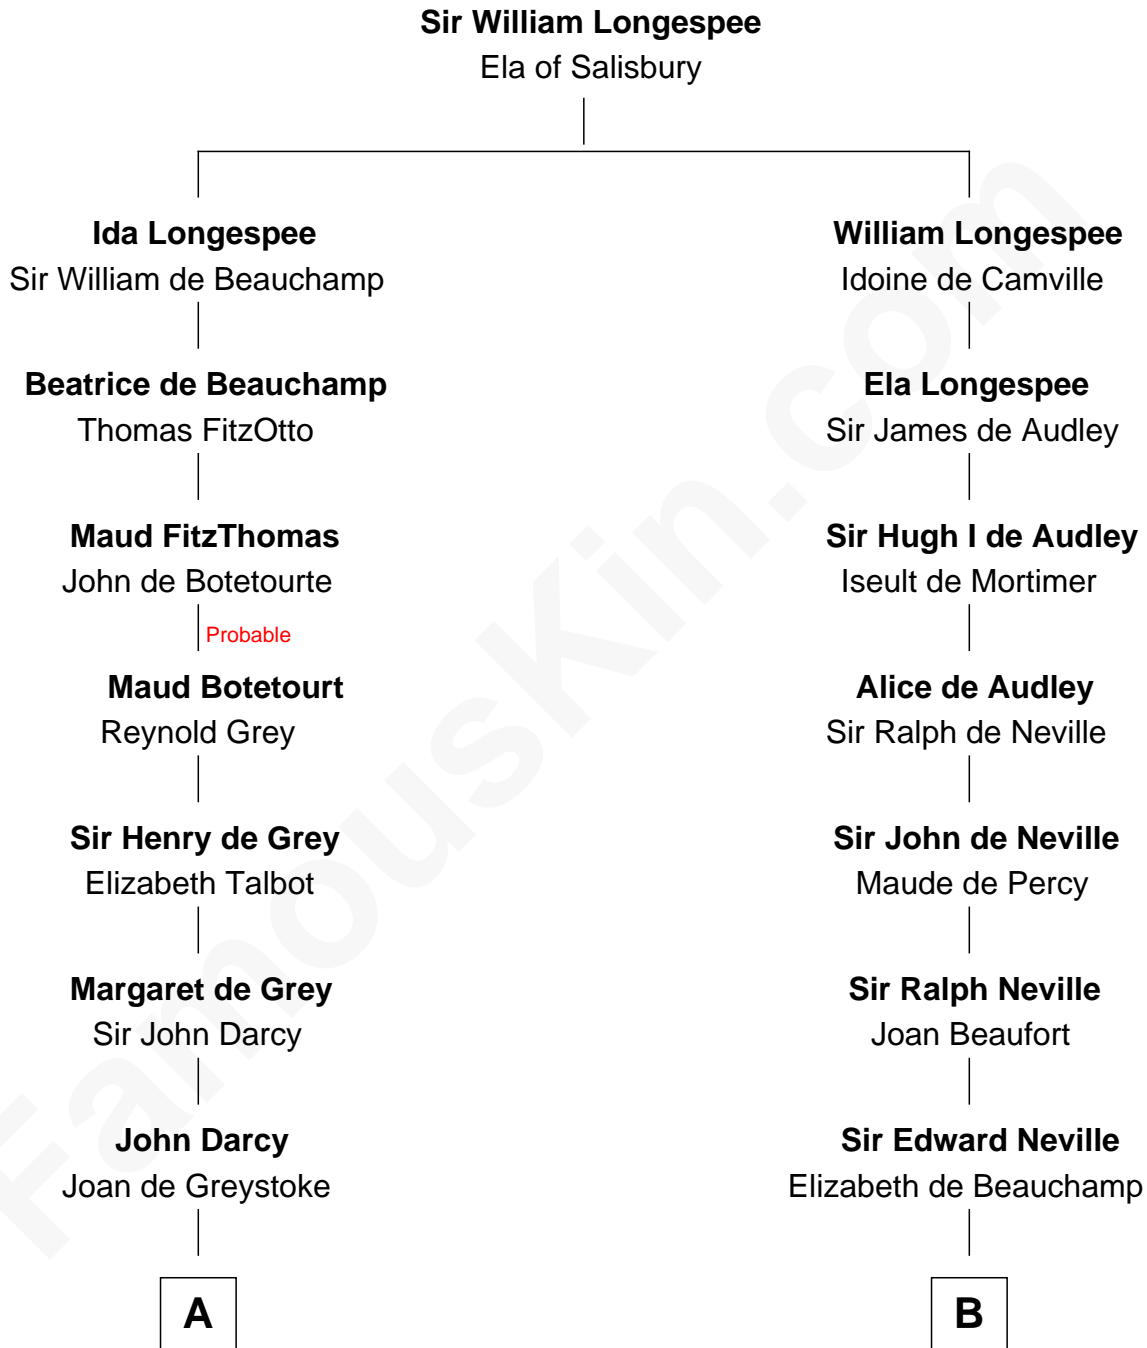 Sir William Longespee
Ela of Salisbury
Ida Longespee
Sir William de Beauchamp
Beatrice de Beauchamp
Thomas FitzOtto
Maud FitzThomas
John de Botetourte
Probable
Maud Botetourt
Reynold Grey
Sir Henry de Grey
Elizabeth Talbot
Margaret de Grey
Sir John Darcy
John Darcy
Joan de Greystoke
A
William Longespee
Idoine de Camville
Ela Longespee
Sir James de Audley
Sir Hugh I de Audley
Iseult de Mortimer
Alice de Audley
Sir Ralph de Neville
Sir John de Neville
Maude de Percy
Sir Ralph Neville
Joan Beaufort
Sir Edward Neville
Elizabeth de Beauchamp
B
FamousKin.com